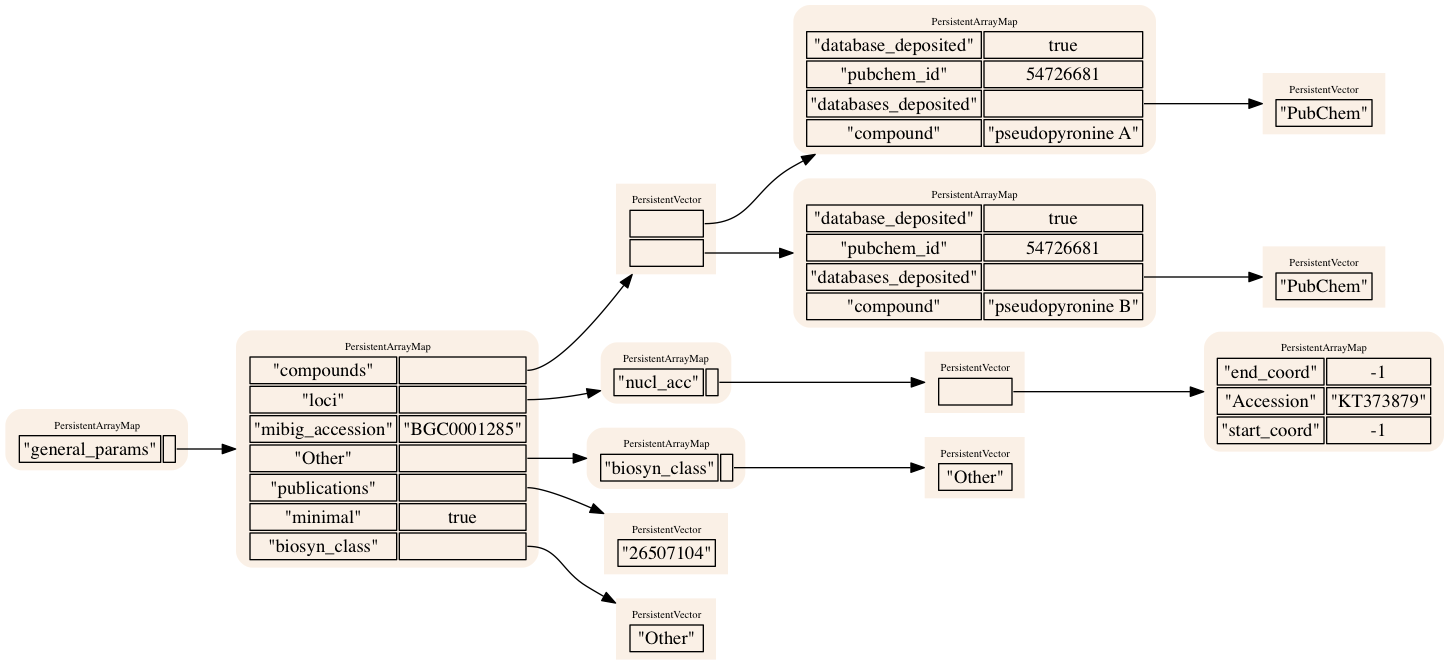 PersistentArrayMap
"general_params"
PersistentArrayMap
"compounds"
"loci"
"mibig_accession" "BGC0001285"
"Other"
"publications"
"minimal" true
"biosyn_class"
PersistentVector
PersistentArrayMap
"database_deposited" true
"pubchem_id" 54726681
"databases_deposited"
"compound" "pseudopyronine A"
PersistentVector
"PubChem"
PersistentArrayMap
"database_deposited" true
"pubchem_id" 54726681
"databases_deposited"
"compound" "pseudopyronine B"
PersistentVector
"PubChem"
PersistentArrayMap
"nucl_acc"
PersistentVector
PersistentArrayMap
"end_coord" -1
"Accession" "KT373879"
"start_coord" -1
PersistentArrayMap
"biosyn_class"
PersistentVector
"Other"
PersistentVector
"26507104"
PersistentVector
"Other"